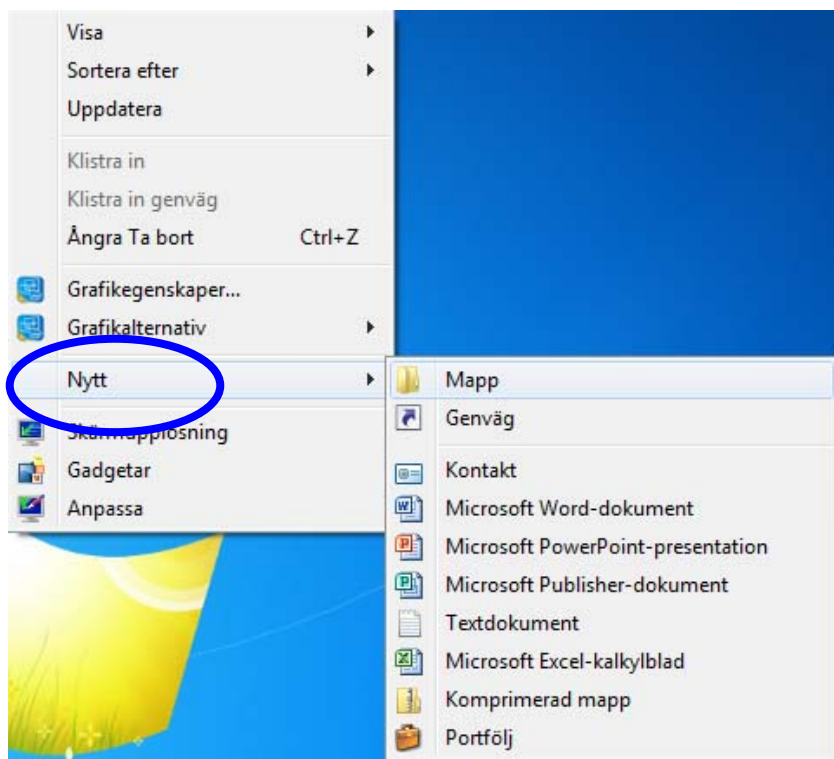 Visa
Sortera efter
Uppdatera
Klistra in
Klistra in genväg
Ångra Ta bort Ctrl+Z
Grafikegenskaper...
Grafikalternativ
Nytt
Skärmupplösning
Gadgetar
Anpassa
Mapp
Genväg
Kontakt
Microsoft Word-dokument
Microsoft PowerPoint-presentation
Microsoft Publisher-dokument
Textdokument
Microsoft Excel-kalkylblad
Komprimerad mapp
Portfölj